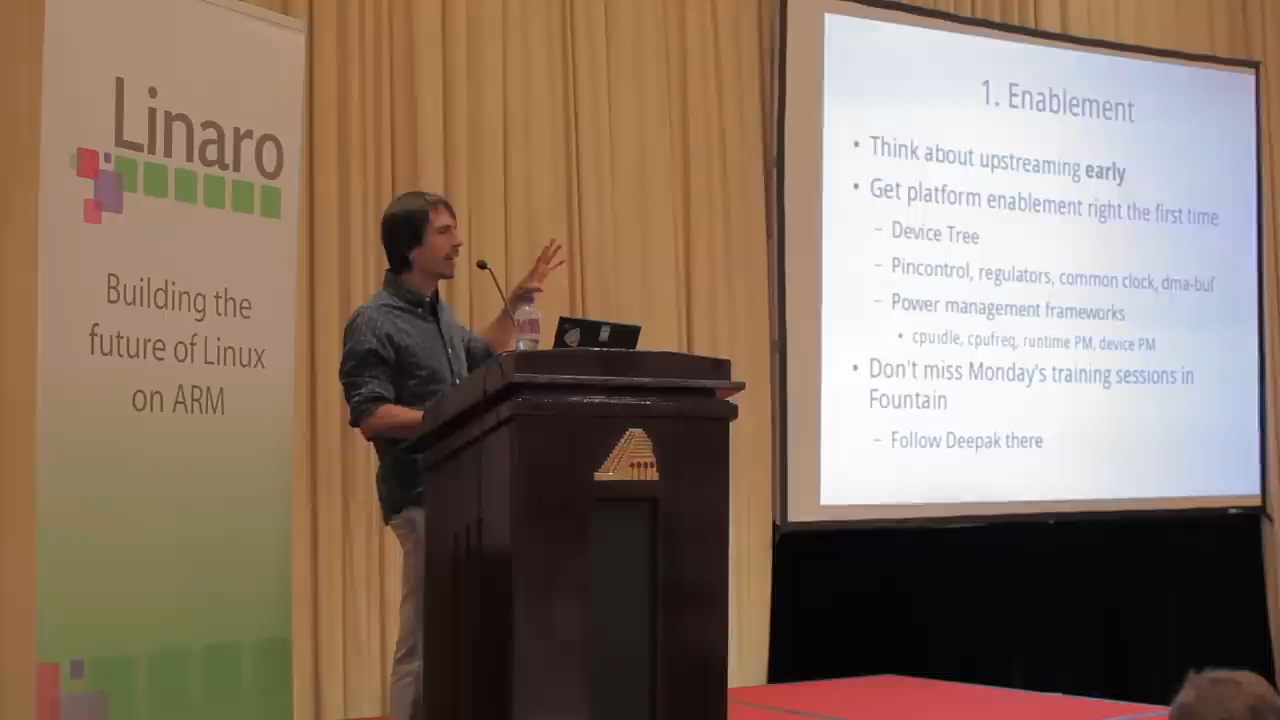 Linaro
Building the
future of Linux
on ARM
1. Enablement
• Think about upstreaming early
• Get platform enablement right the first time
– Device Tree
– Pincontrol, regulators, common clock, dma-buf
– Power management frameworks
• cpuidle, cpufreq, runtime PM, device PM
• Don't miss Monday's training sessions in
Fountain
– Follow Deepak there